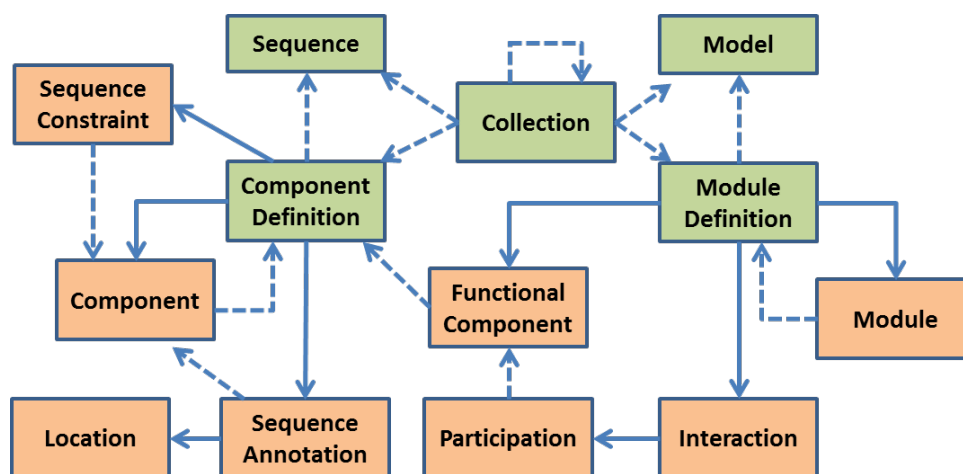 Sequence
Model
Sequence
Constraint
Collection
Component
Definition
Module
Definition
Component
Functional
Component
Module
Location
Sequence
Annotation
Participation
Interaction